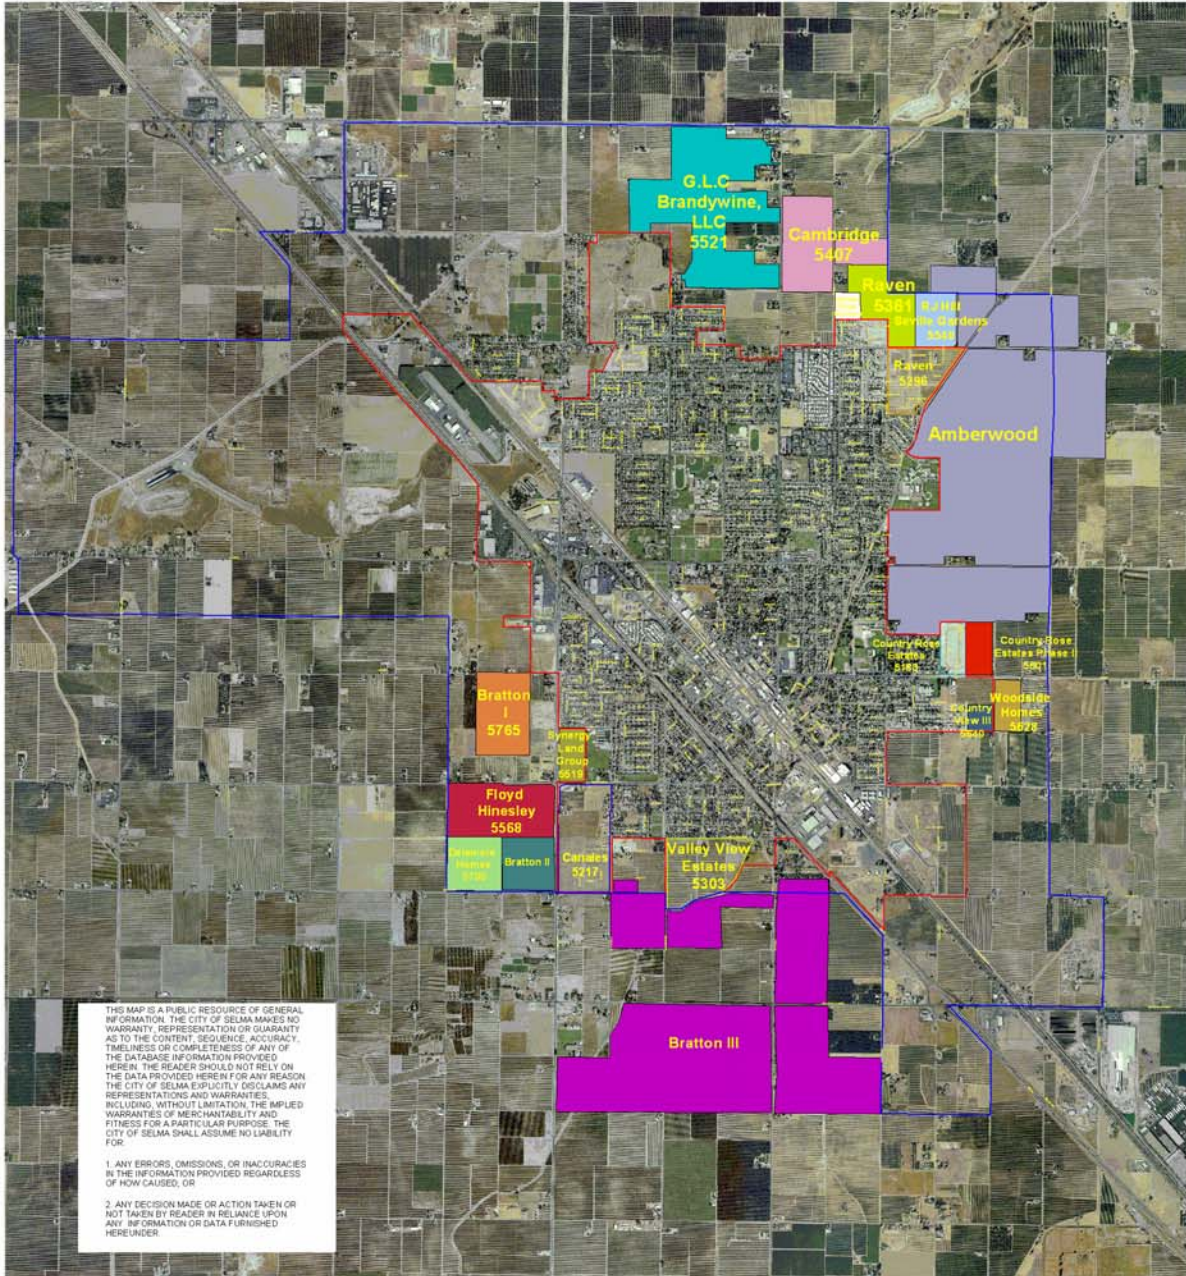 G.L.C
Brandywine,
LLC
5521
Cambridge
5407
Raven
5361
RJ Hill
Seville Gardens
Raven
5296
Amberwood
Country Rose
Estates
Country Rose
Estates Phase I
Country
View III
Woodside
Homes
5628
Bratton
I
5765
Synergy
Land
Group
5519
Floyd
Hinesley
5568
Homes
Bratton II
Canales
5217
Valley View
Estates
5303
Bratton III
THIS MAP IS A PUBLIC RESOURCE OF GENERAL
INFORMATION. THE CITY OF SELMA MAKES NO
WARRANTY, REPRESENTATION OR GUARANTY
AS TO THE CONTENT, SEQUENCE, ACCURACY,
TIMELINESS OR COMPLETENESS OF ANY OF
THE DATABASE INFORMATION PROVIDED
HEREIN. THE READER SHOULD NOT RELY ON
THE DATA PROVIDED HEREIN FOR ANY REASON.
THE CITY OF SELMA EXPLICITLY DISCLAIMS ANY
REPRESENTATIONS AND WARRANTIES,
INCLUDING, WITHOUT LIMITATION, THE IMPLIED
WARRANTIES OF MERCHANTABILITY AND
FITNESS FOR A PARTICULAR PURPOSE. THE
CITY OF SELMA SHALL ASSUME NO LIABILITY
FOR:
1. ANY ERRORS, OMISSIONS, OR INACCURACIES
IN THE INFORMATION PROVIDED REGARDLESS
OF HOW CAUSED; OR
2. ANY DECISION MADE OR ACTION TAKEN OR
NOT TAKEN BY READER IN RELIANCE UPON
ANY INFORMATION OR DATA FURNISHED
HEREUNDER.